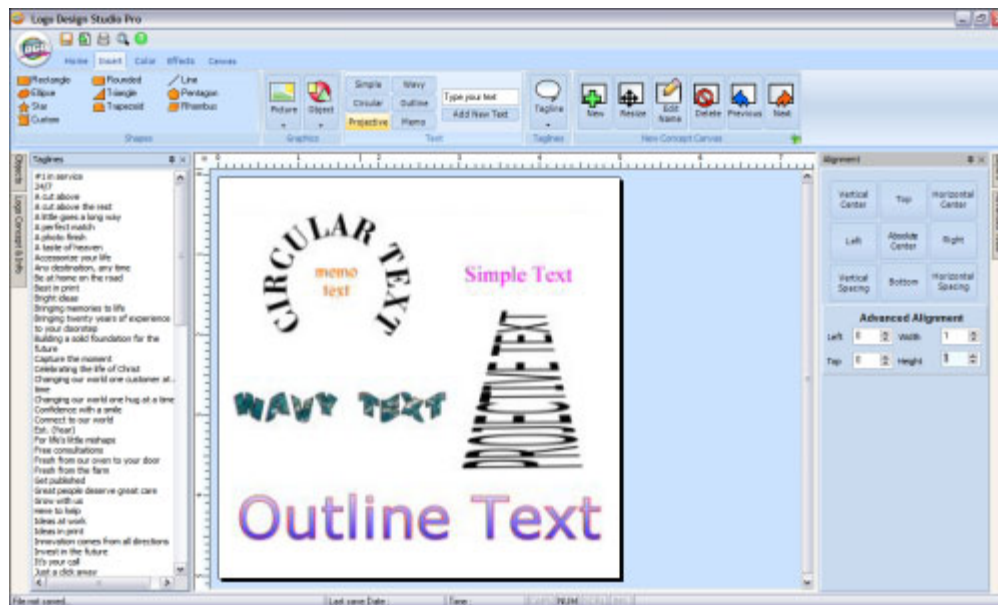 Logo Design Studio Pro
Home Insert Color Effects Canvas
Rectangle Rounded Line
Ellipse Triangle Pentagon
Star Trapezoid Rhombus
Custom
Shapes
Picture Object
Graphics
Simple Wavy
Circular Outline
Projective Memo
Type your text
Add New Text
Text
Tagline
Taglines
New Resize Edit Name Delete Previous Next
New Concept Canvas
Objects
Logo Concept & Info
Taglines
#1 in service
24/7
A cut above
A cut above the rest
A little goes a long way
A perfect match
A photo finish
A taste of heaven
Accessorize your life
Any destination, any time
Be at home on the road
Best in print
Bright ideas
Bringing memories to life
Bringing twenty years of experience
to your doorstep
Building a solid foundation for the
future
Capture the moment
Celebrating the life of Christ
Changing our world one customer at a
time
Changing our world one hug at a time
Confidence with a smile
Connect to our world
Est. (Year)
For life's little mishaps
Free consultations
Fresh from our oven to your door
Fresh from the farm
Get published
Great people deserve great care
Grow with us
Here to help
Ideas at work
Ideas in print
Innovation comes from all directions
Invest in the future
It's your call
Just a click away
CIRCULAR TEXT
memo
text
Simple Text
WAVY TEXT
Outline Text
Alignment
Vertical Center
Top
Horizontal Center
Left
Absolute Center
Right
Vertical Spacing
Bottom
Horizontal Spacing
Advanced Alignment
Left 0 Width 1
Top 0 Height
File not saved...
Last save Date :
Time :
NUM